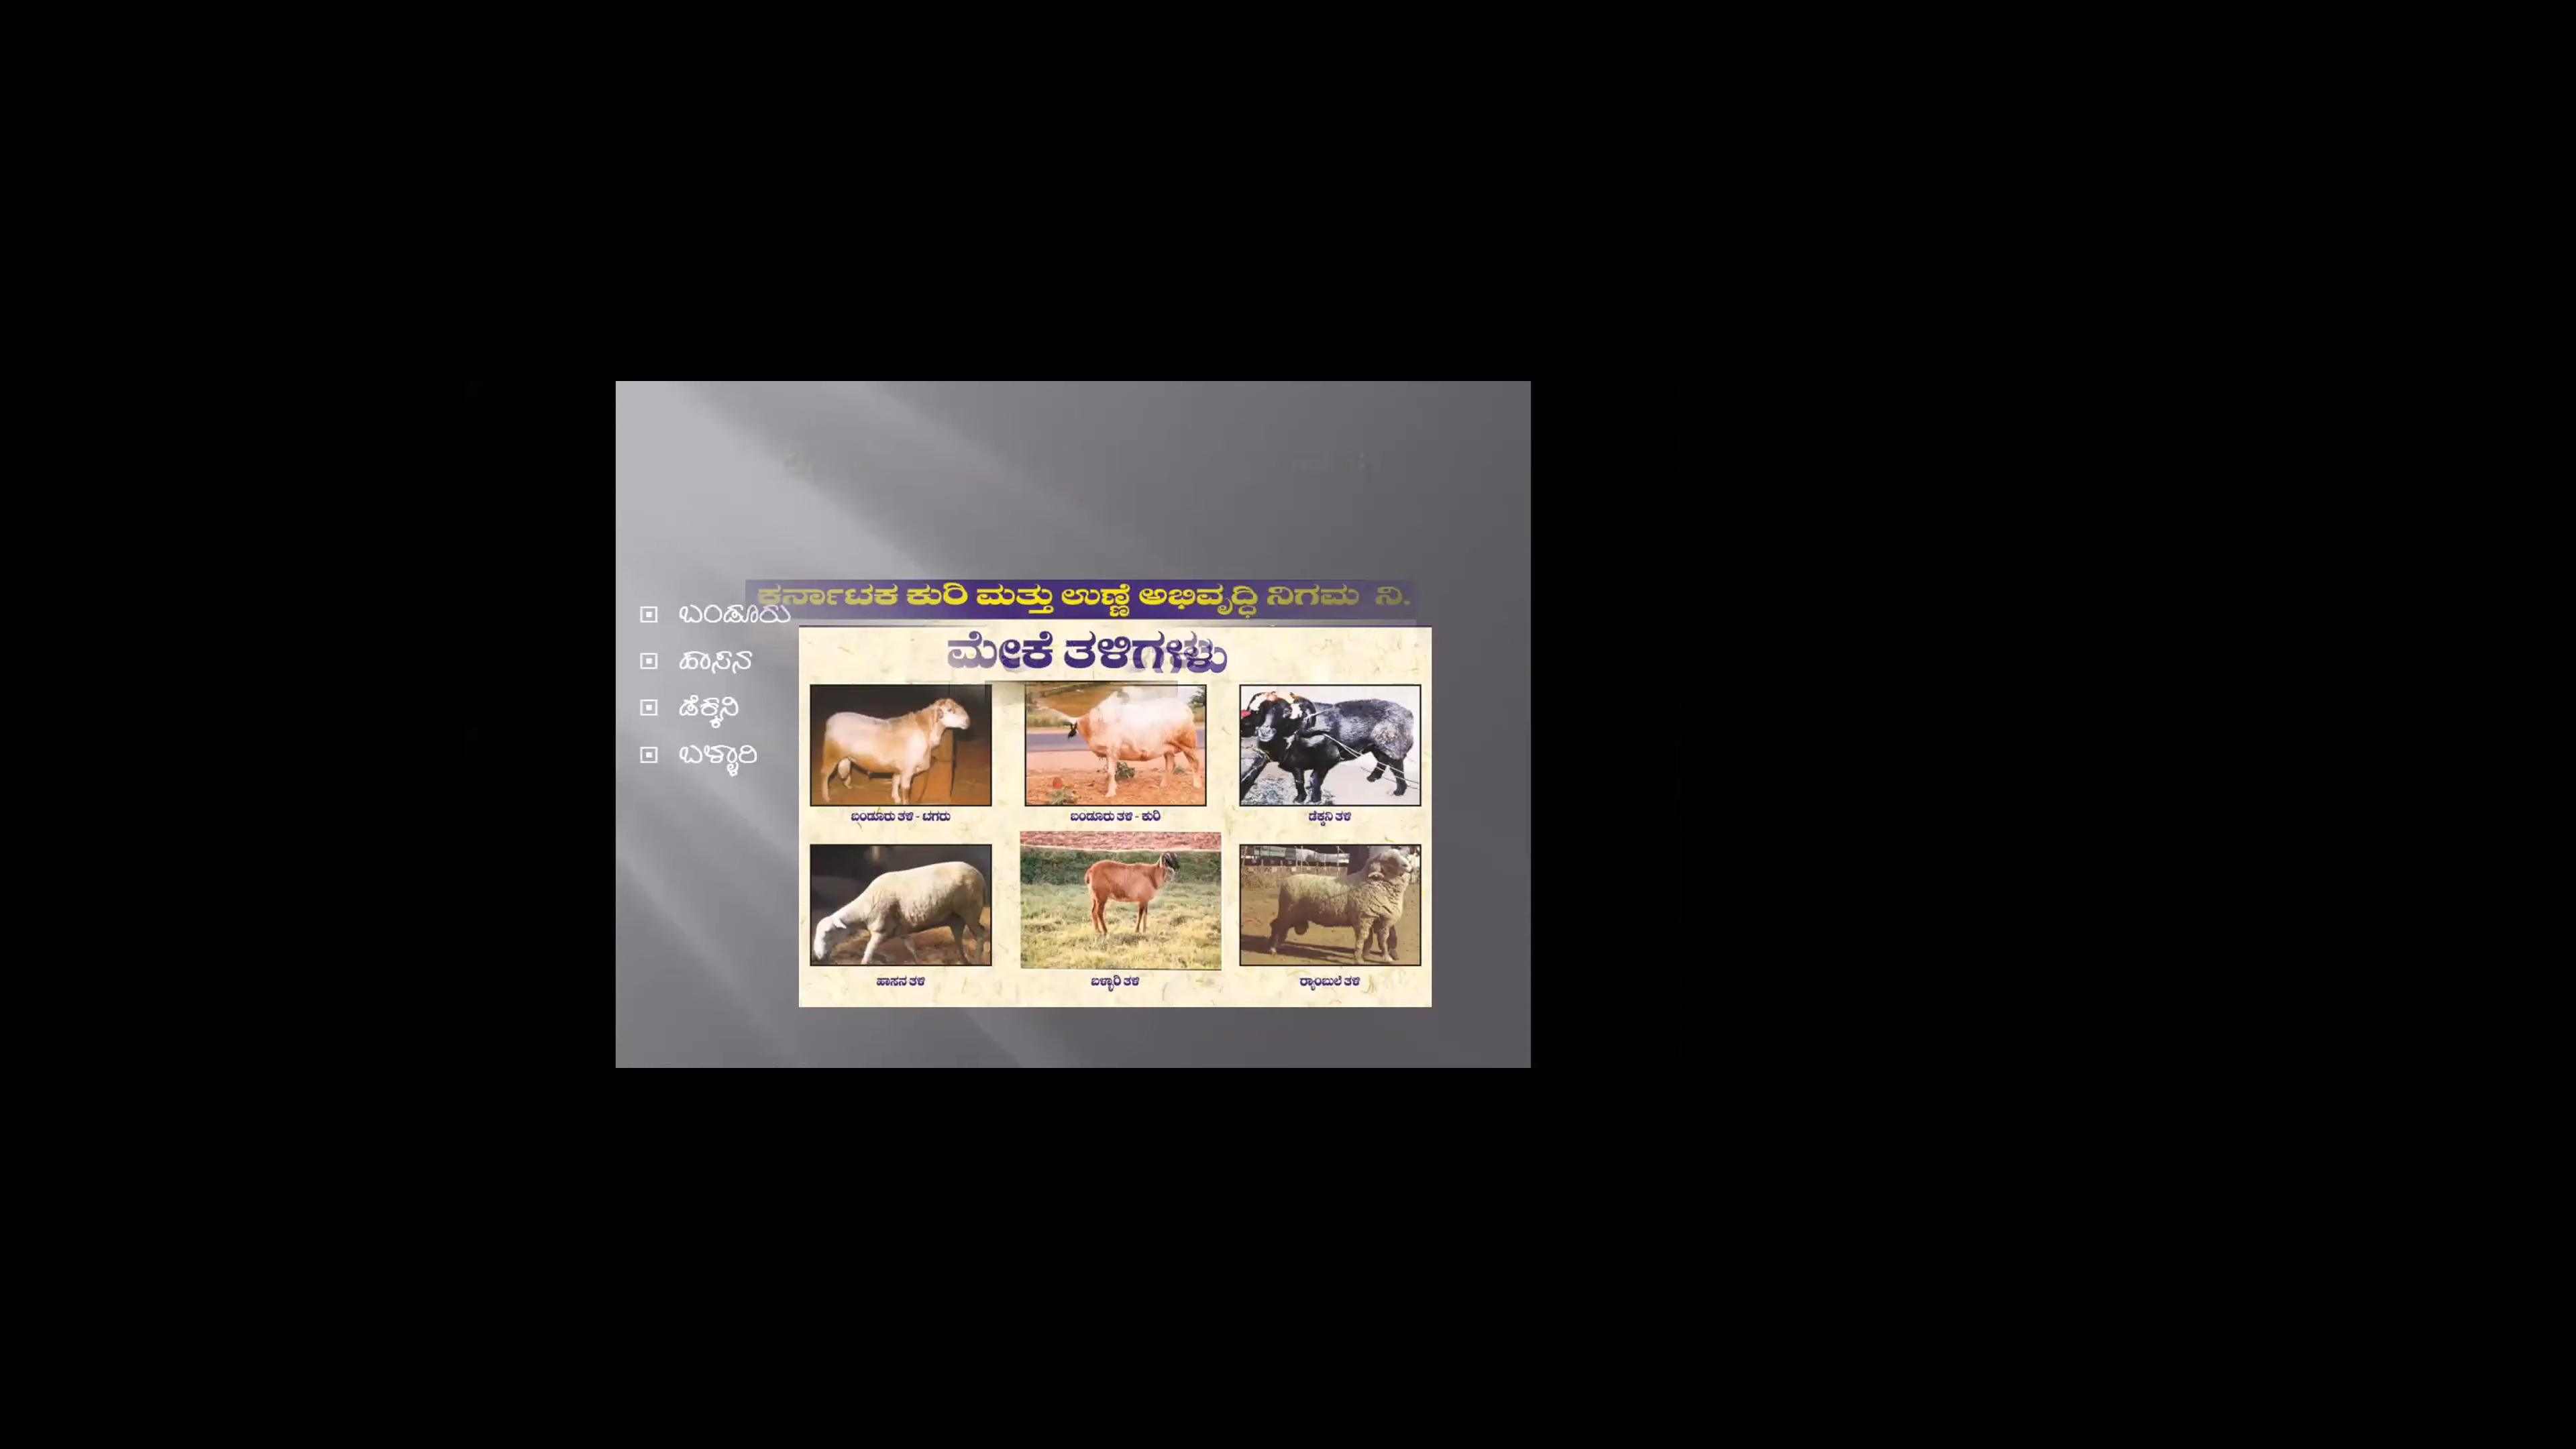 ಕರ್ನಾಟಕ ಕುರಿ ಮತ್ತು ಉಣ್ಣೆ ಅಭಿವೃದ್ಧಿ ನಿಗಮ ನಿ.
ಬಂಡೂರು
ಹಾಸನ
ಡೆಕ್ಕನಿ
ಬಳ್ಳಾರಿ
ಮೇಕೆ ತಳಿಗಳು
ಬಂಡೂರು ತಳಿ - ಟಗರು
ಬಂಡೂರು ತಳಿ - ಕುರಿ
ಡೆಕ್ಕನಿ ತಳಿ
ಹಾಸನ ತಳಿ
ಬಳ್ಳಾರಿ ತಳಿ
ರ‍್ಯಾಂಬುಲೆ ತಳಿ